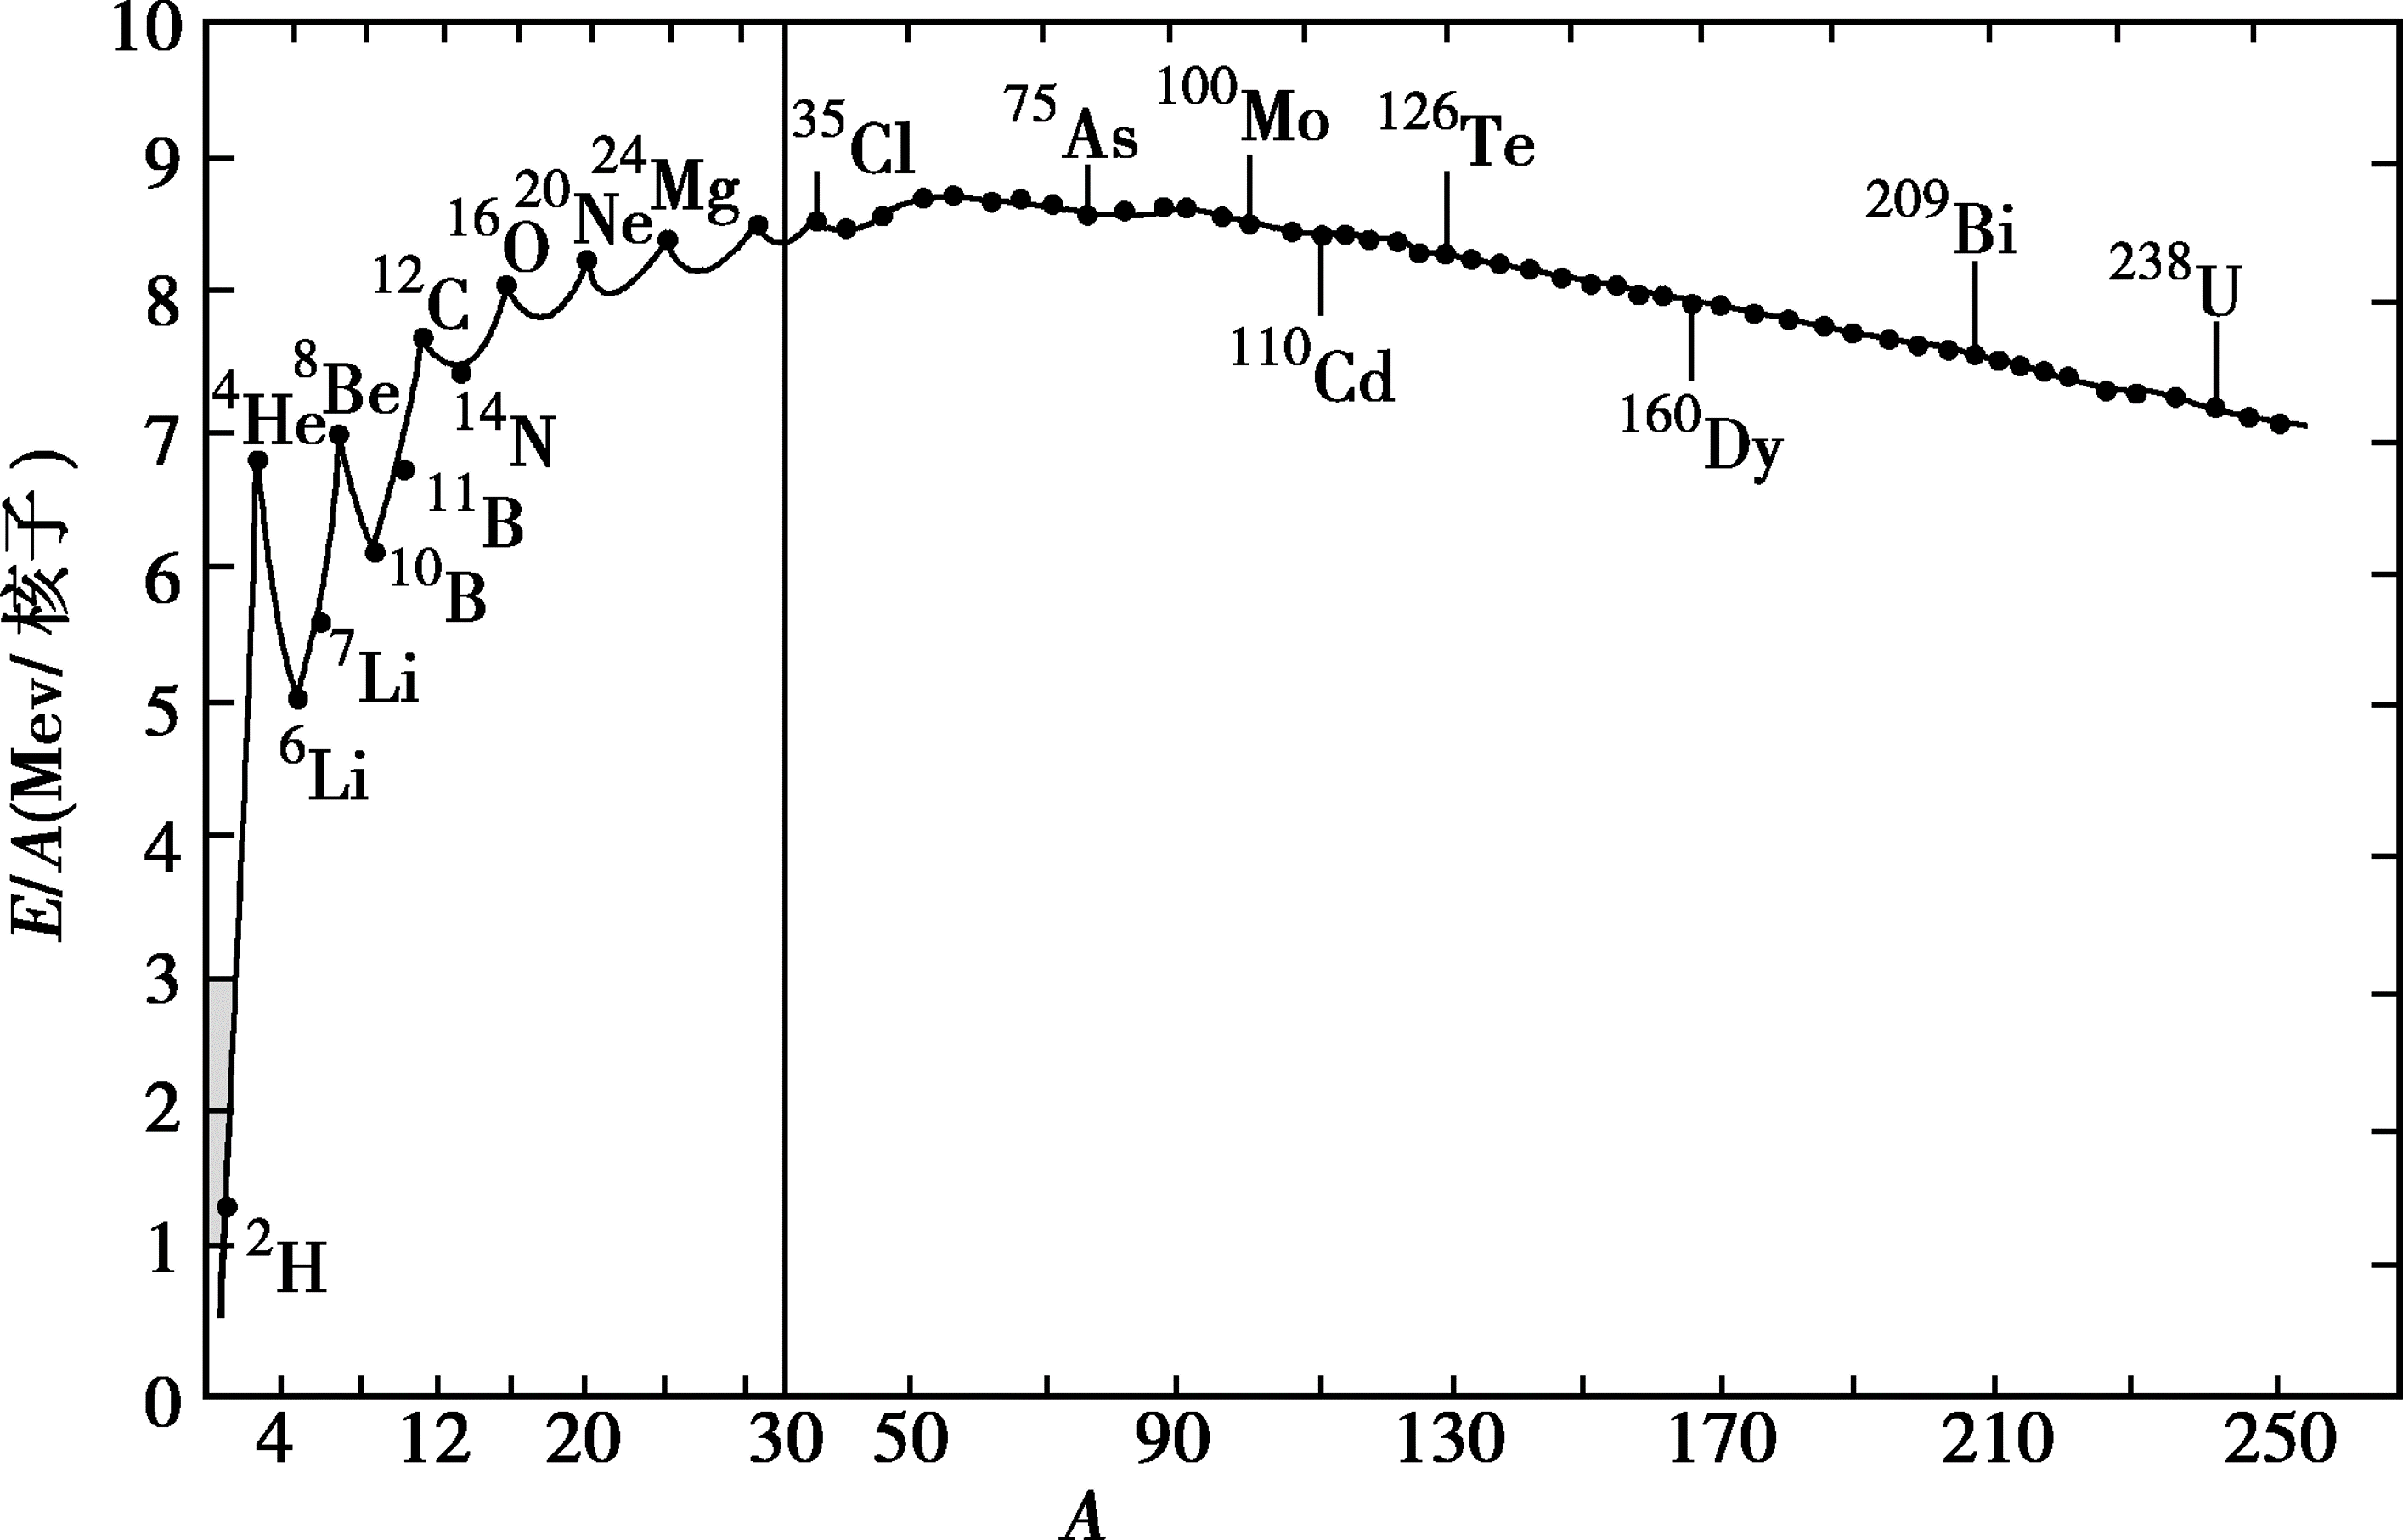 10
9
8
7
6
5
4
3
2
1
0
E/A(Mev/核子)
²H
⁴He
⁶Li
⁷Li
⁸Be
¹⁰B
¹¹B
¹²C
¹⁴N
¹⁶O
²⁰Ne
²⁴Mg
³⁵Cl
⁷⁵As
¹⁰⁰Mo
¹¹⁰Cd
¹²⁶Te
¹⁶⁰Dy
²⁰⁹Bi
²³⁸U
4 12 20 30 50 90 130 170 210 250
A